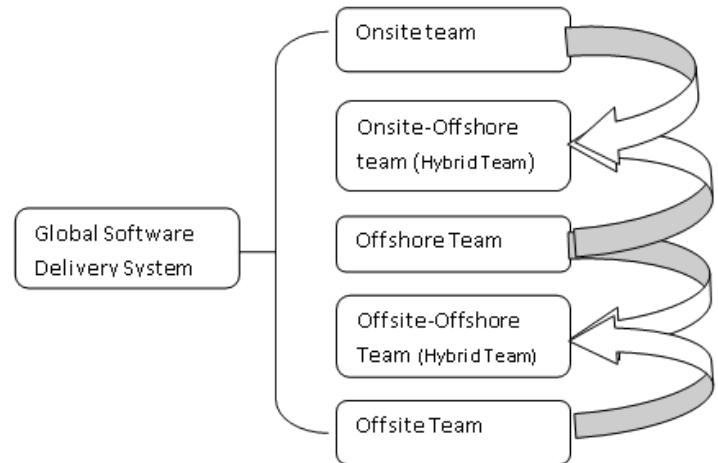 Onsite team
Onsite-Offshore
team (Hybrid Team)
Global Software
Delivery System
Offshore Team
Offsite-Offshore
Team (Hybrid Team)
Offsite Team